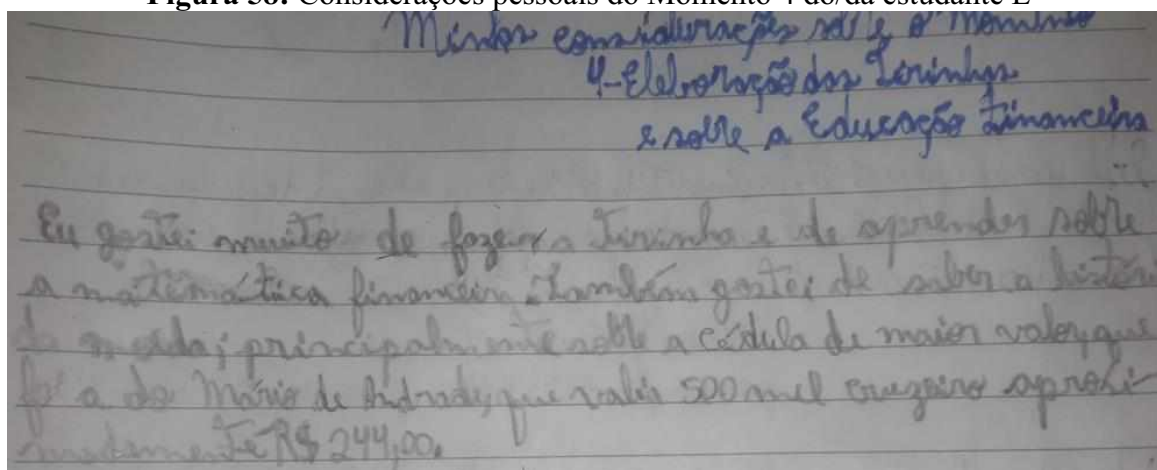 Figura 58: Considerações pessoais do Momento 4 do/da estudante E
Minhas considerações sobre o Momento
4-Elaboração das Tirinhas
e sobre a Educação Financeira
Eu gostei muito de fazer a Tirinha e de aprender sobre
a matemática financeira. Também gostei de saber a históri
da moeda; principalmente sobre a cédula de maior valor, que
foi a do Mário de Andrade, que valia 500 mil cruzeiro aproxi-
madamente R$ 244,00.